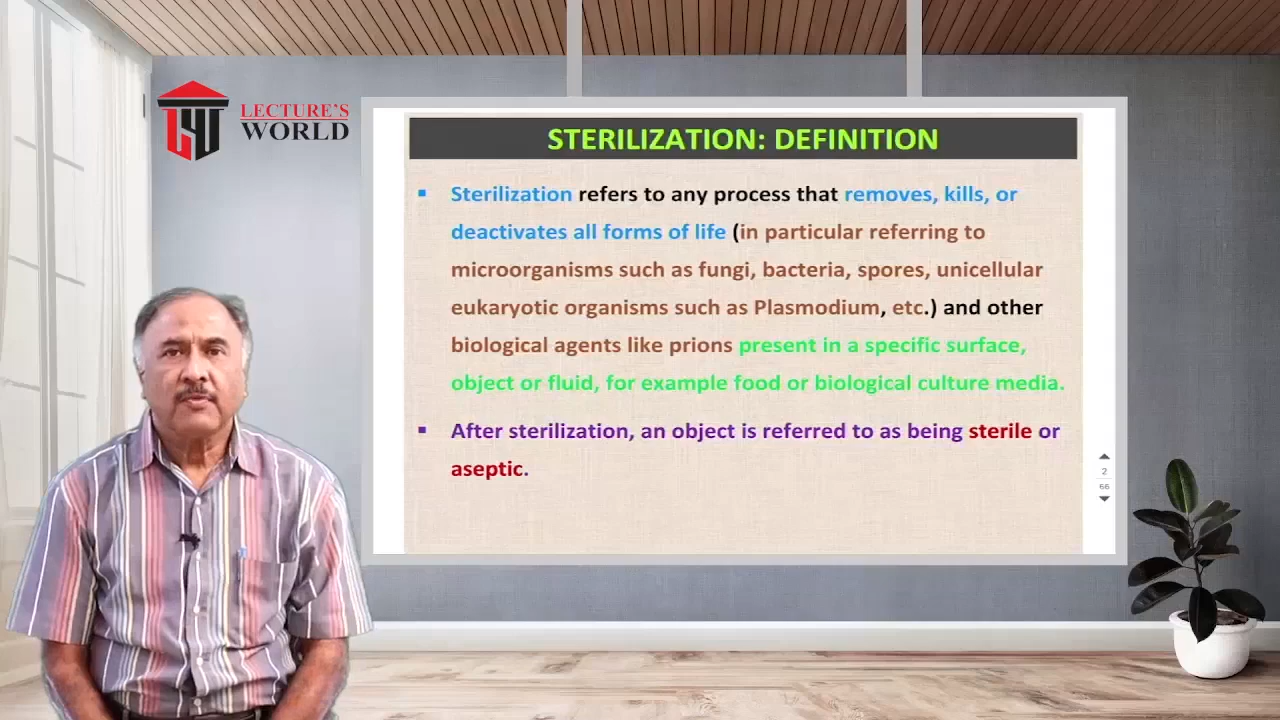 LECTURE'S
WORLD
STERILIZATION: DEFINITION
▪ Sterilization refers to any process that removes, kills, or
deactivates all forms of life (in particular referring to
microorganisms such as fungi, bacteria, spores, unicellular
eukaryotic organisms such as Plasmodium, etc.) and other
biological agents like prions present in a specific surface,
object or fluid, for example food or biological culture media.
▪ After sterilization, an object is referred to as being sterile or
aseptic.
2
66